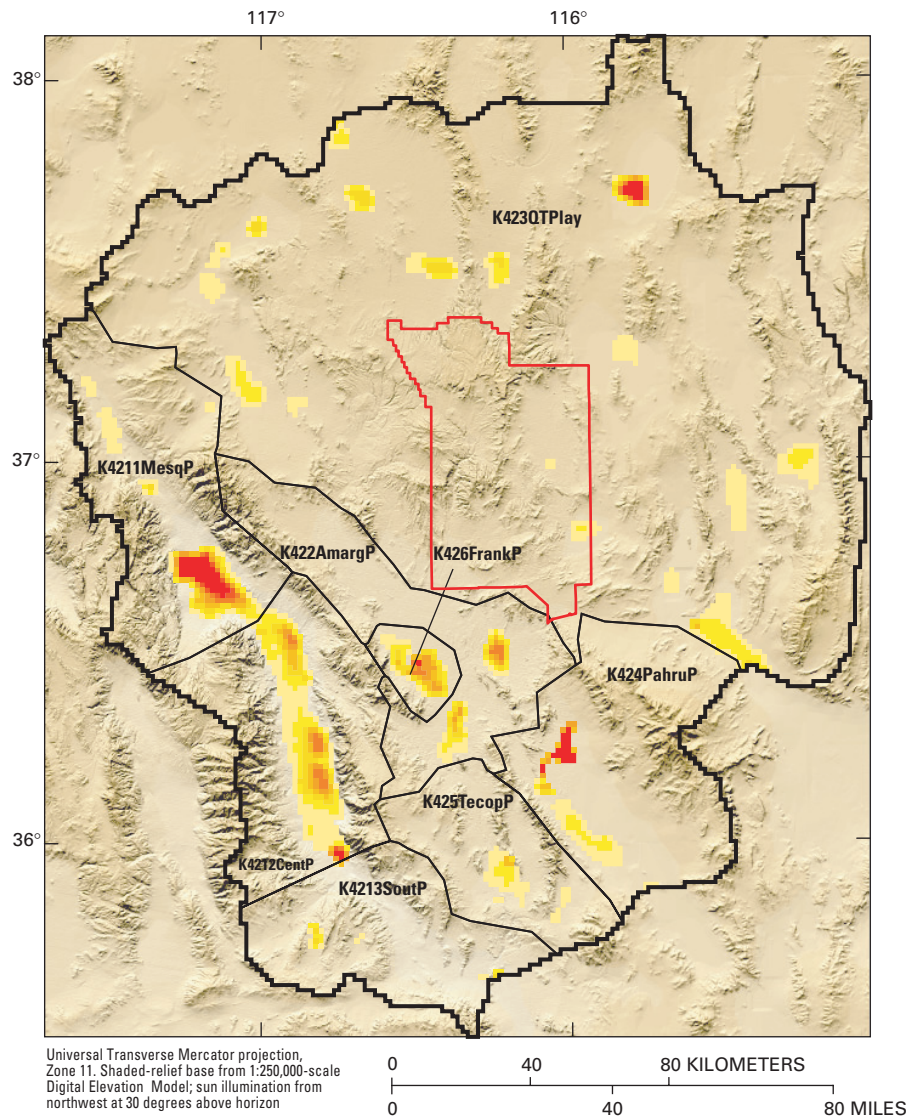 117° 116°
38°
K423QTPlay
37°
K4211MesqP
K422AmargP
K426FrankP
K424PahruP
K425TecopP
36°
K4212CentP
K4213SoutP
Universal Transverse Mercator projection,
Zone 11. Shaded-relief base from 1:250,000-scale
Digital Elevation Model; sun illumination from
northwest at 30 degrees above horizon
0 40 80 KILOMETERS
0 40 80 MILES